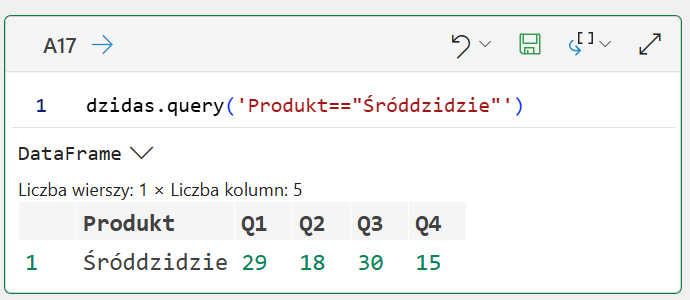 A17
1 dzidas.query('Produkt=="Śróddzidzie"')
DataFrame
Liczba wierszy: 1 × Liczba kolumn: 5
Produkt Q1 Q2 Q3 Q4
1 Śróddzidzie 29 18 30 15